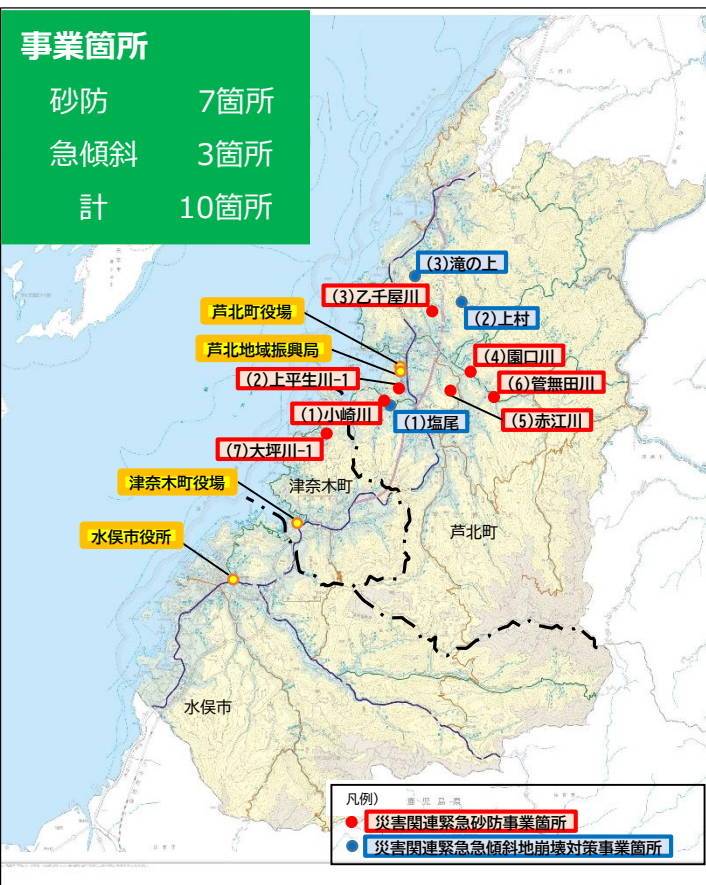 事業箇所
砂防 7箇所
急傾斜 3箇所
計 10箇所
(3)滝の上
(3)乙千屋川
(2)上村
芦北町役場
芦北地域振興局
(4)園口川
(2)上平生川-1
(6)管無田川
(1)小崎川
(1)塩尾
(5)赤江川
(7)大坪川-1
津奈木町役場
津奈木町
水俣市役所
芦北町
水俣市
凡例)
鹿児島県
災害関連緊急砂防事業箇所
災害関連緊急急傾斜地崩壊対策事業箇所